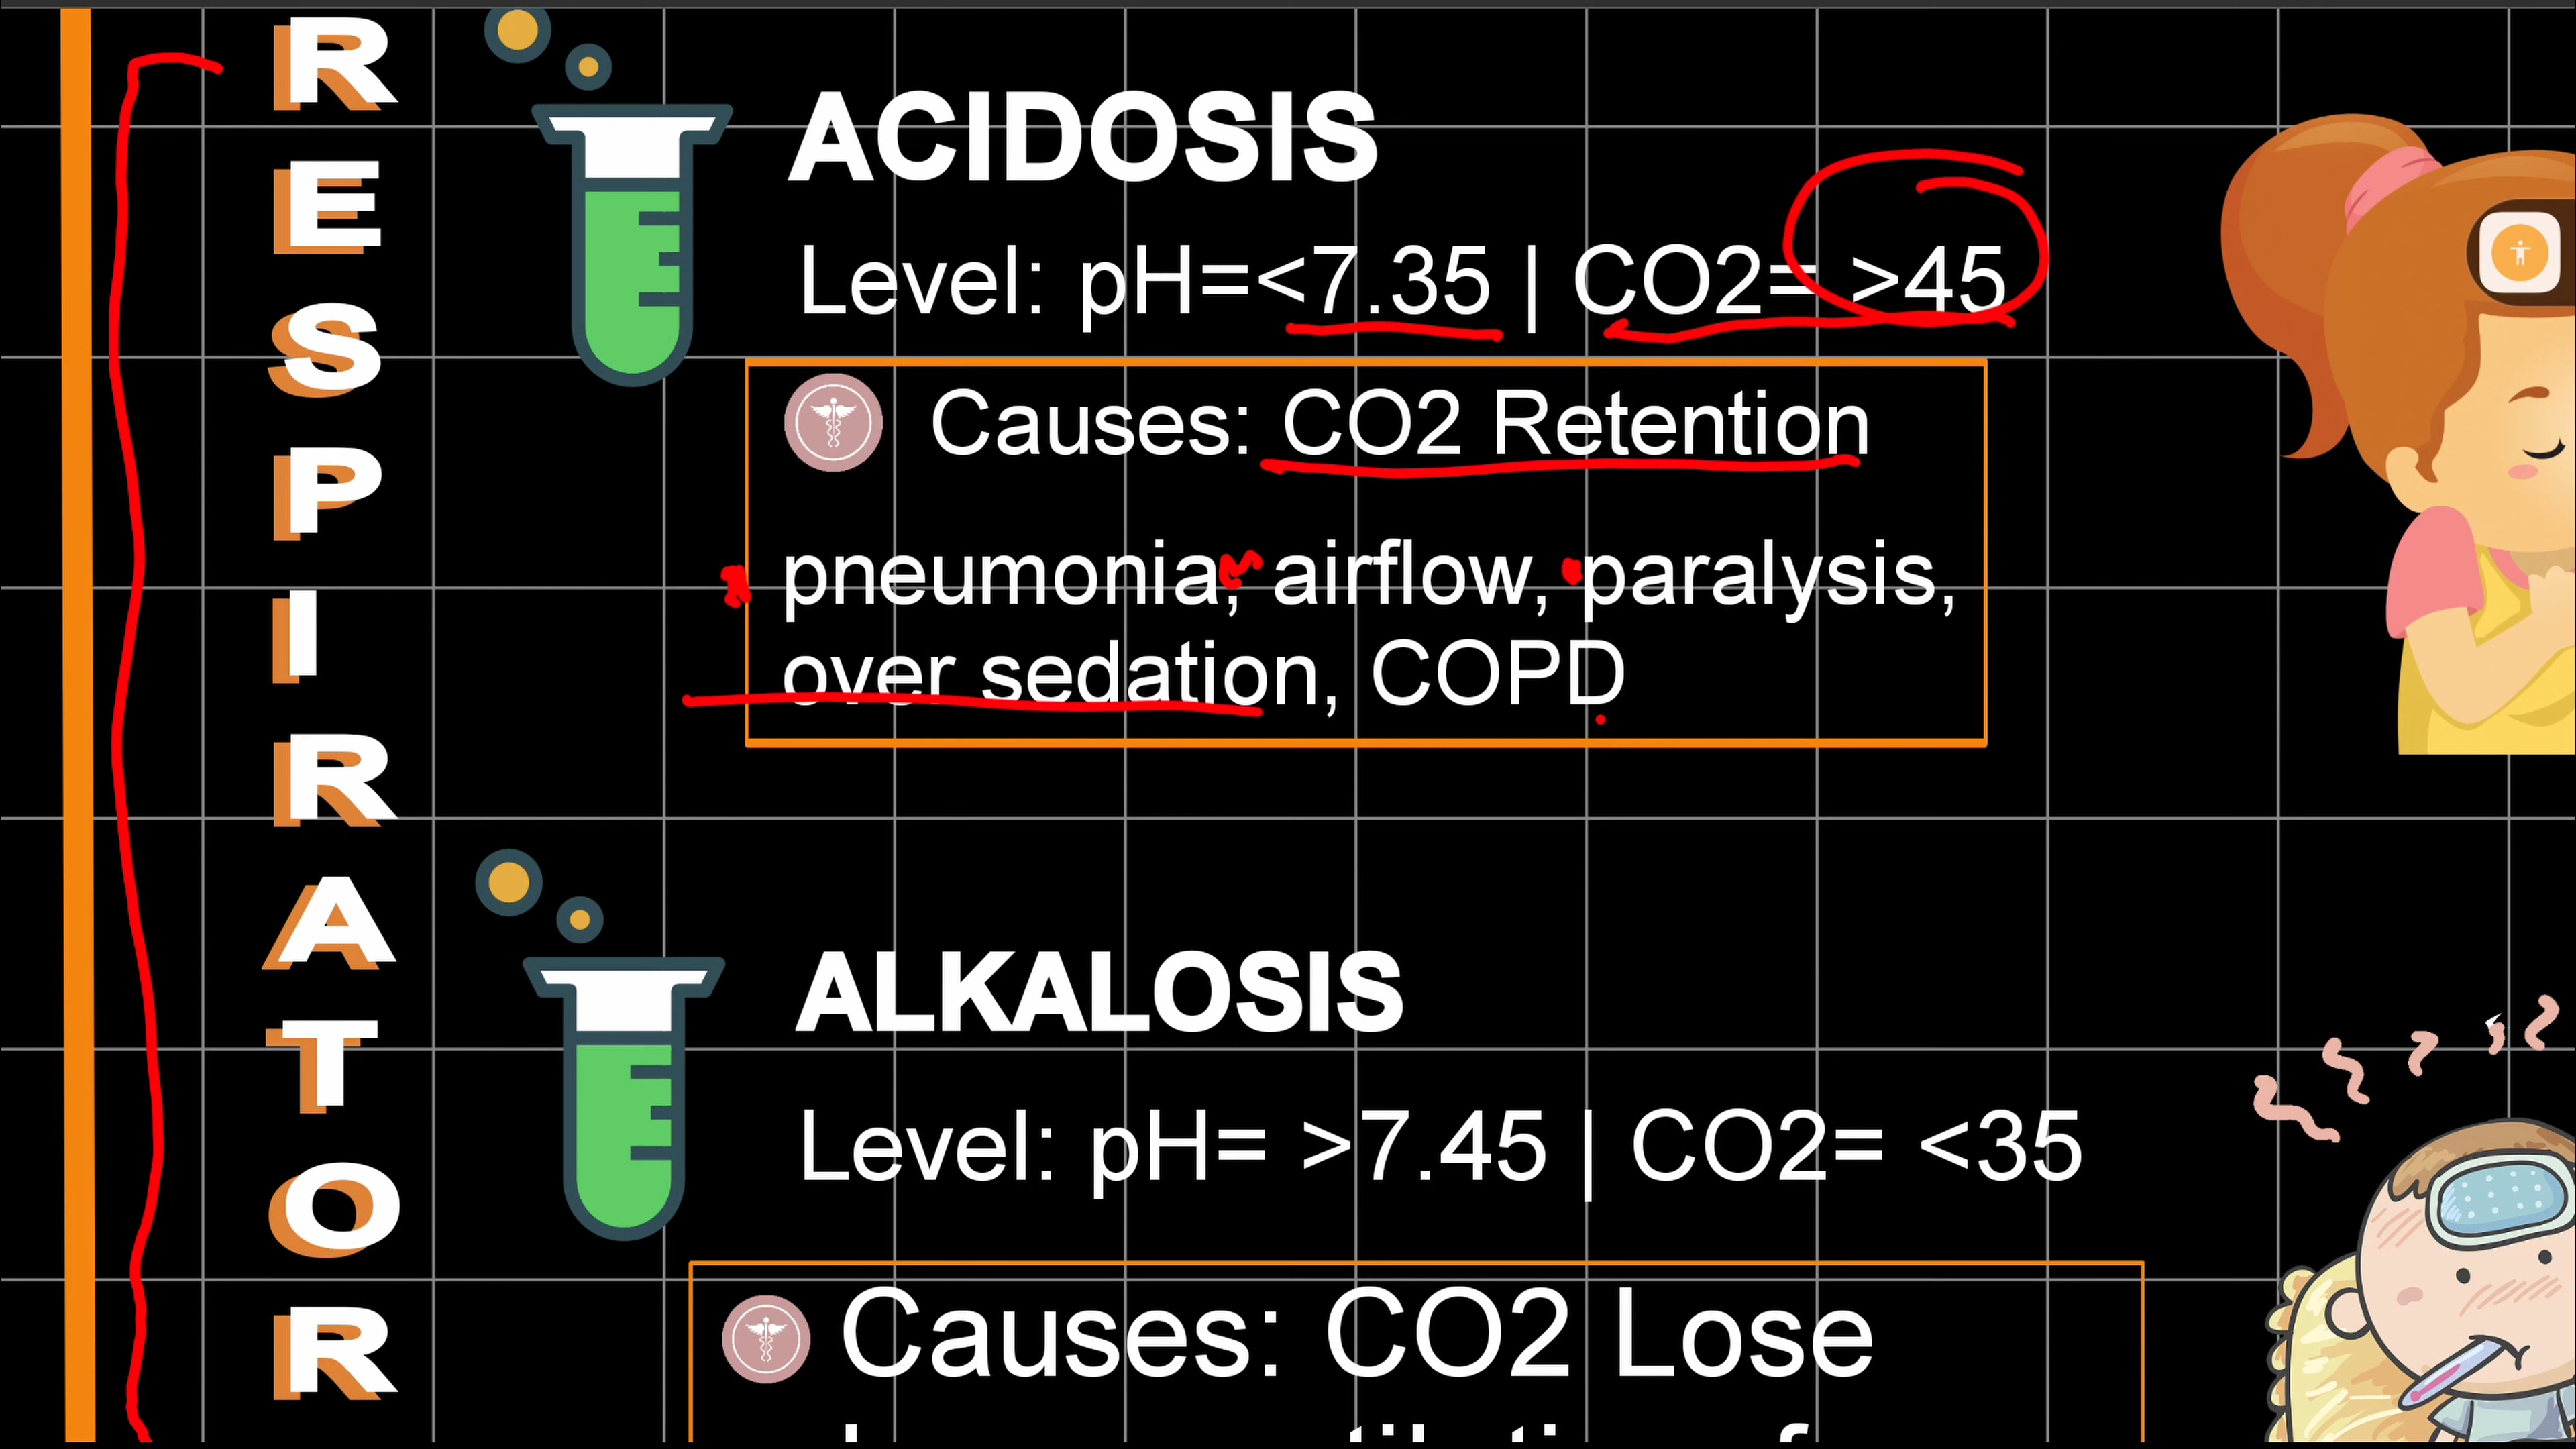 RESPIRATOR
ACIDOSIS
Level: pH=<7.35 | CO2= >45
Causes: CO2 Retention
pneumonia, airflow, paralysis,
over sedation, COPD
ALKALOSIS
Level: pH= >7.45 | CO2= <35
Causes: CO2 Lose